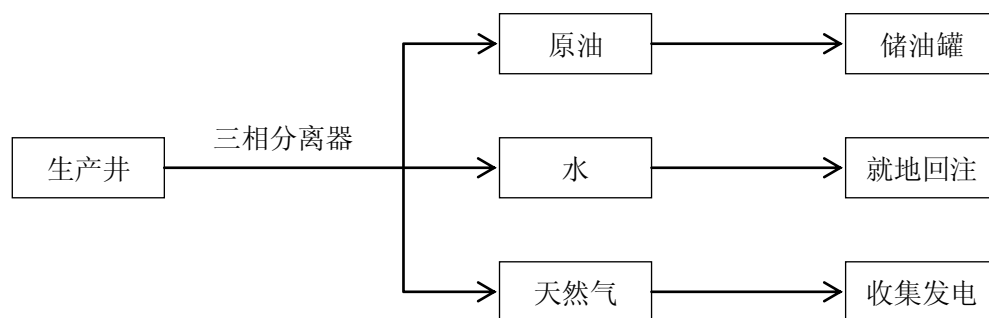 原油
储油罐
三相分离器
生产井
水
就地回注
天然气
收集发电